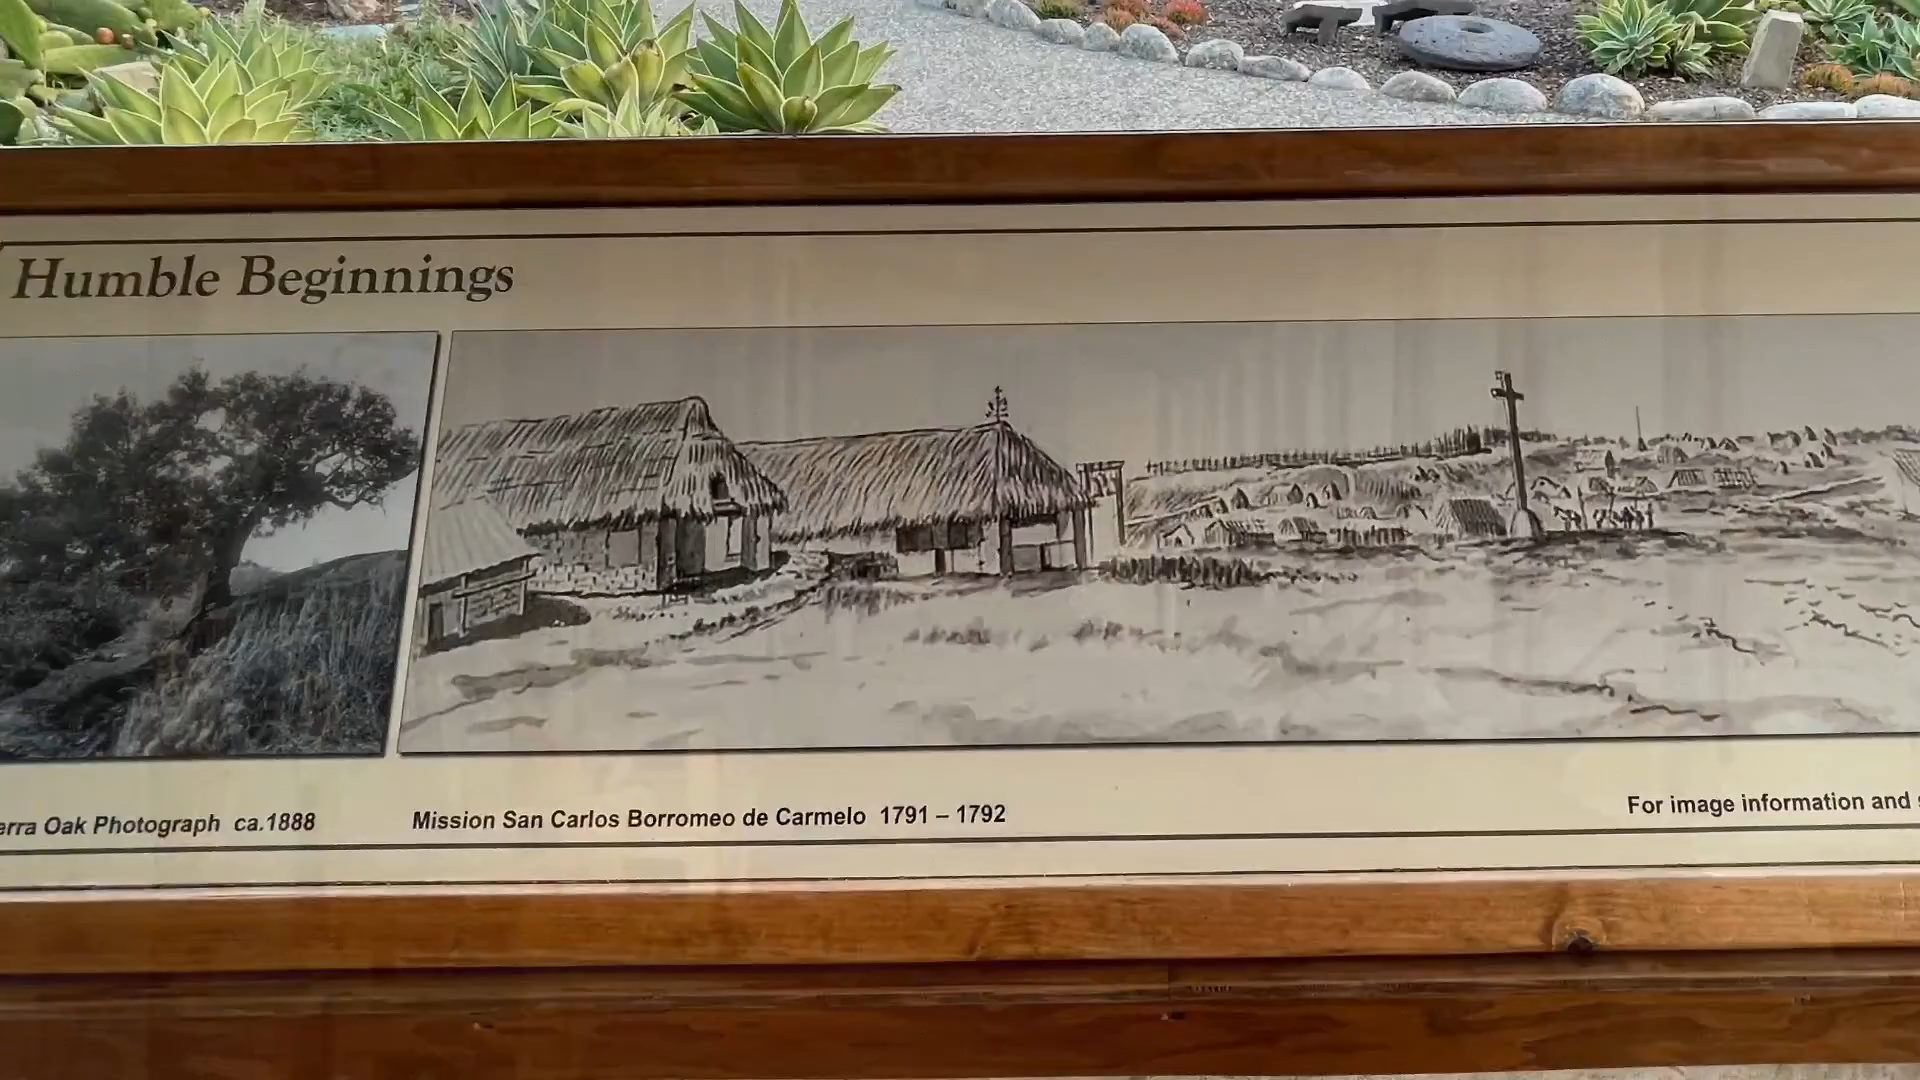 Humble Beginnings
erra Oak Photograph ca.1888
Mission San Carlos Borromeo de Carmelo 1791 – 1792
For image information and